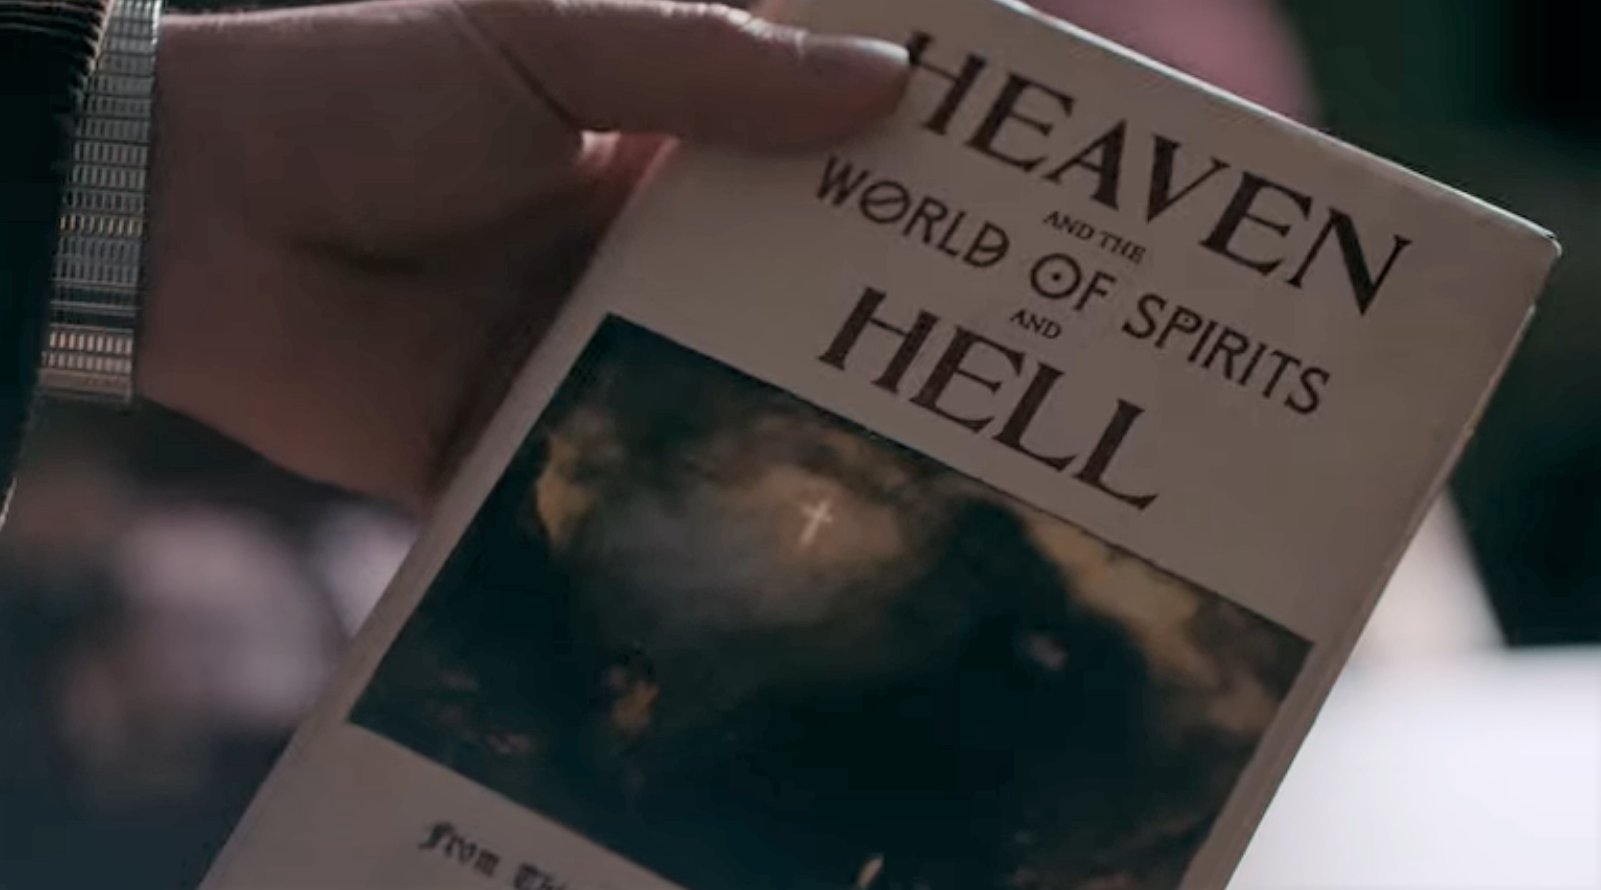 HEAVEN
AND THE
WORLD OF SPIRITS
AND
HELL
From